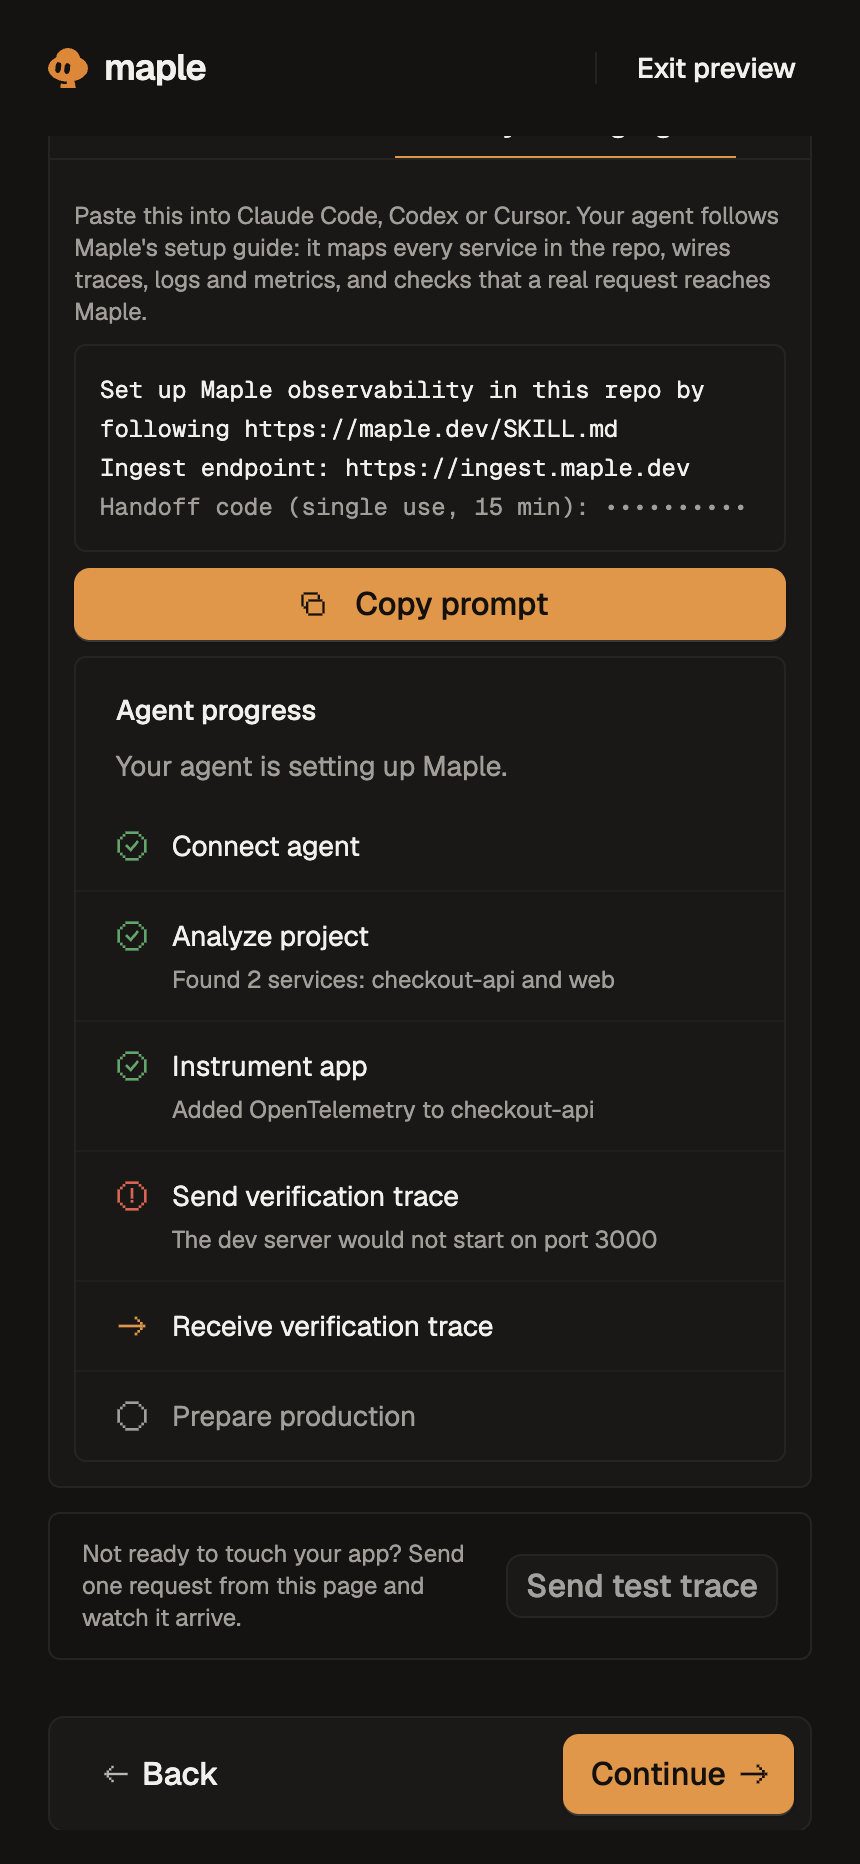 maple
Exit preview
Paste this into Claude Code, Codex or Cursor. Your agent follows
Maple's setup guide: it maps every service in the repo, wires
traces, logs and metrics, and checks that a real request reaches
Maple.
Set up Maple observability in this repo by
following https://maple.dev/SKILL.md
Ingest endpoint: https://ingest.maple.dev
Handoff code (single use, 15 min): ••••••••••
Copy prompt
Agent progress
Your agent is setting up Maple.
Connect agent
Analyze project
Found 2 services: checkout-api and web
Instrument app
Added OpenTelemetry to checkout-api
Send verification trace
The dev server would not start on port 3000
Receive verification trace
Prepare production
Not ready to touch your app? Send
one request from this page and
watch it arrive.
Send test trace
← Back
Continue →